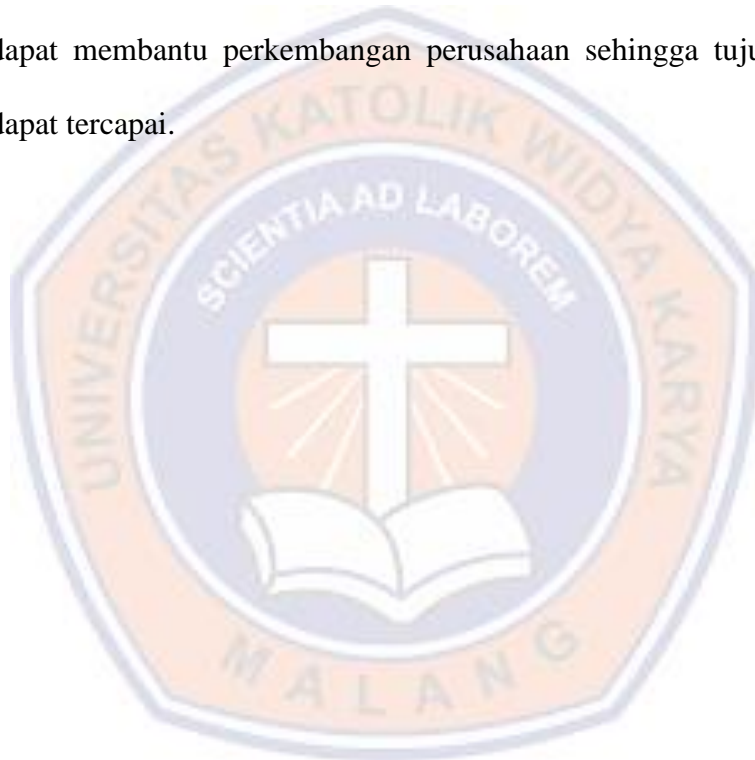 dapat membantu perkembangan perusahaan sehingga tuju
dapat tercapai.
UNIVERSITAS KATOLIK WIDYA KARYA
SCIENTIA AD LABOREM
MALANG